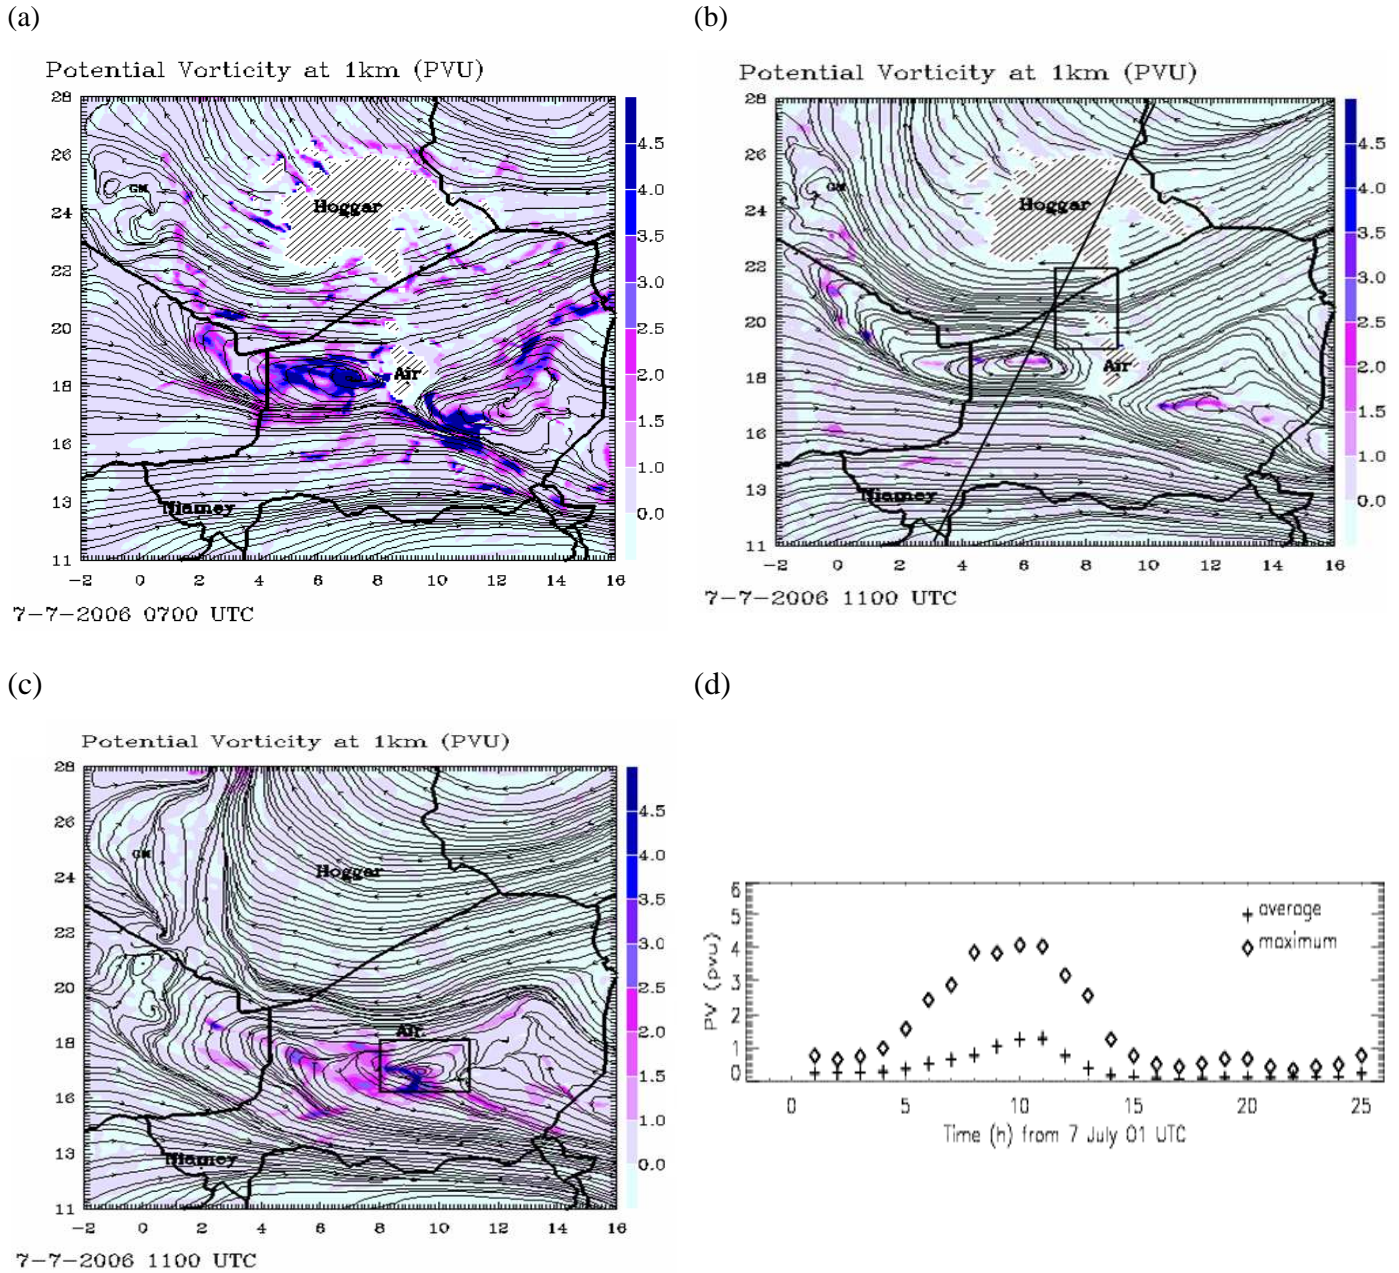 (a)
(b)
Potential Vorticity at 1km (PVU)
Potential Vorticity at 1km (PVU)
28
26
24
22
20
18
16
13
11
-2 0 2 4 6 8 10 12 14 16
4.5
4.0
3.5
3.0
2.5
2.0
1.5
1.0
0.0
GM
Hoggar
Air
Niamey
7-7-2006 0700 UTC
28
26
24
22
20
18
16
13
11
-2 0 2 4 6 8 10 12 14 16
4.5
4.0
3.5
3.0
2.5
2.0
1.5
1.0
0.0
GM
Hoggar
Air
Niamey
7-7-2006 1100 UTC
(c)
(d)
Potential Vorticity at 1km (PVU)
28
26
24
22
20
18
16
13
11
-2 0 2 4 6 8 10 12 14 16
4.5
4.0
3.5
3.0
2.5
2.0
1.5
1.0
0.0
GM
Hoggar
Air
Niamey
7-7-2006 1100 UTC
6
5
4
3
2
1
0
PV (pvu)
average
maximum
0 5 10 15 20 25
Time (h) from 7 July 01 UTC